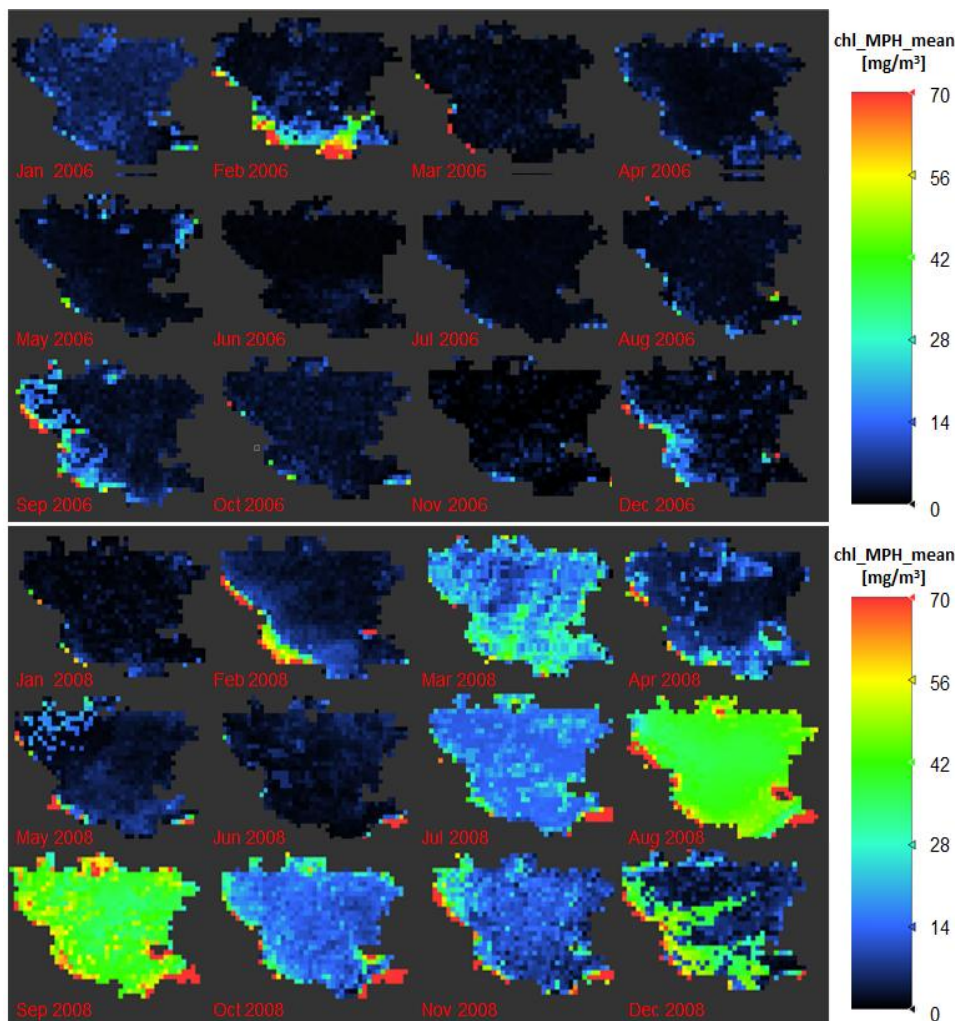 chl_MPH_mean
[mg/m³]
70
56
42
28
14
0
Jan 2006
Feb 2006
Mar 2006
Apr 2006
May 2006
Jun 2006
Jul 2006
Aug 2006
Sep 2006
Oct 2006
Nov 2006
Dec 2006
chl_MPH_mean
[mg/m³]
70
56
42
28
14
0
Jan 2008
Feb 2008
Mar 2008
Apr 2008
May 2008
Jun 2008
Jul 2008
Aug 2008
Sep 2008
Oct 2008
Nov 2008
Dec 2008